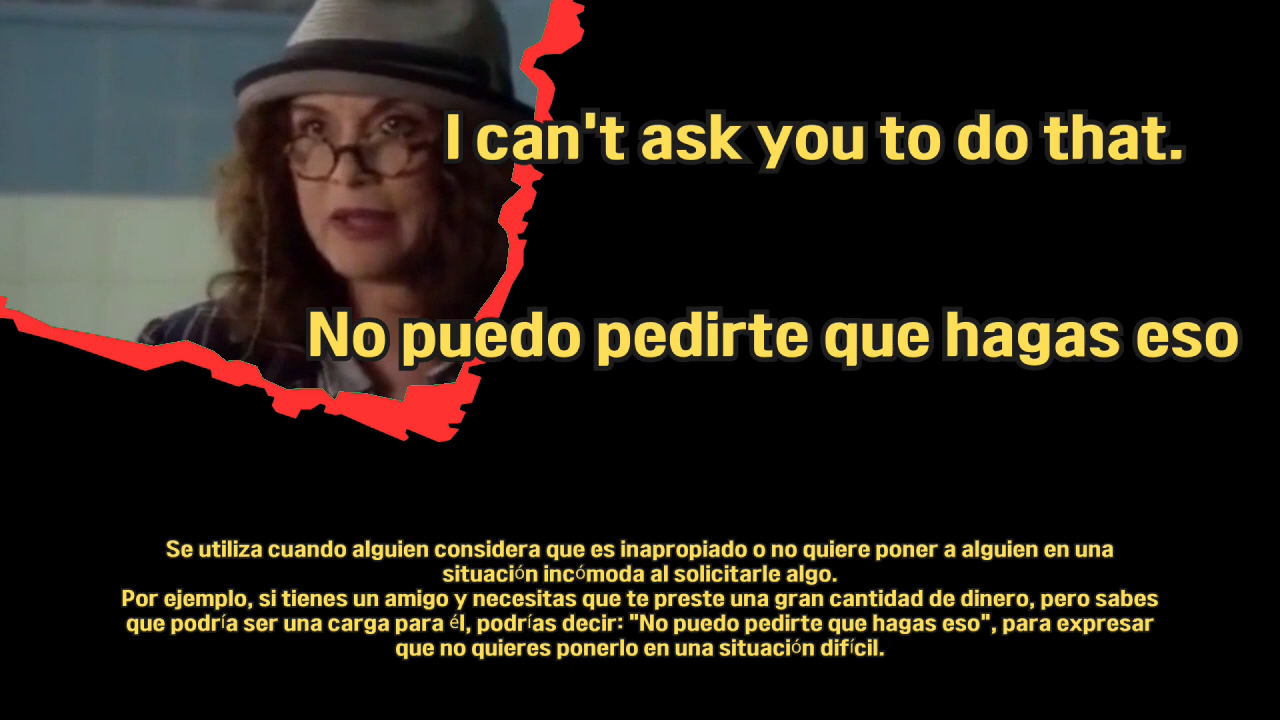 I can't ask you to do that.
No puedo pedirte que hagas eso
Se utiliza cuando alguien considera que es inapropiado o no quiere poner a alguien en una
situación incómoda al solicitarle algo.
Por ejemplo, si tienes un amigo y necesitas que te preste una gran cantidad de dinero, pero sabes
que podría ser una carga para él, podrías decir: "No puedo pedirte que hagas eso", para expresar
que no quieres ponerlo en una situación difícil.